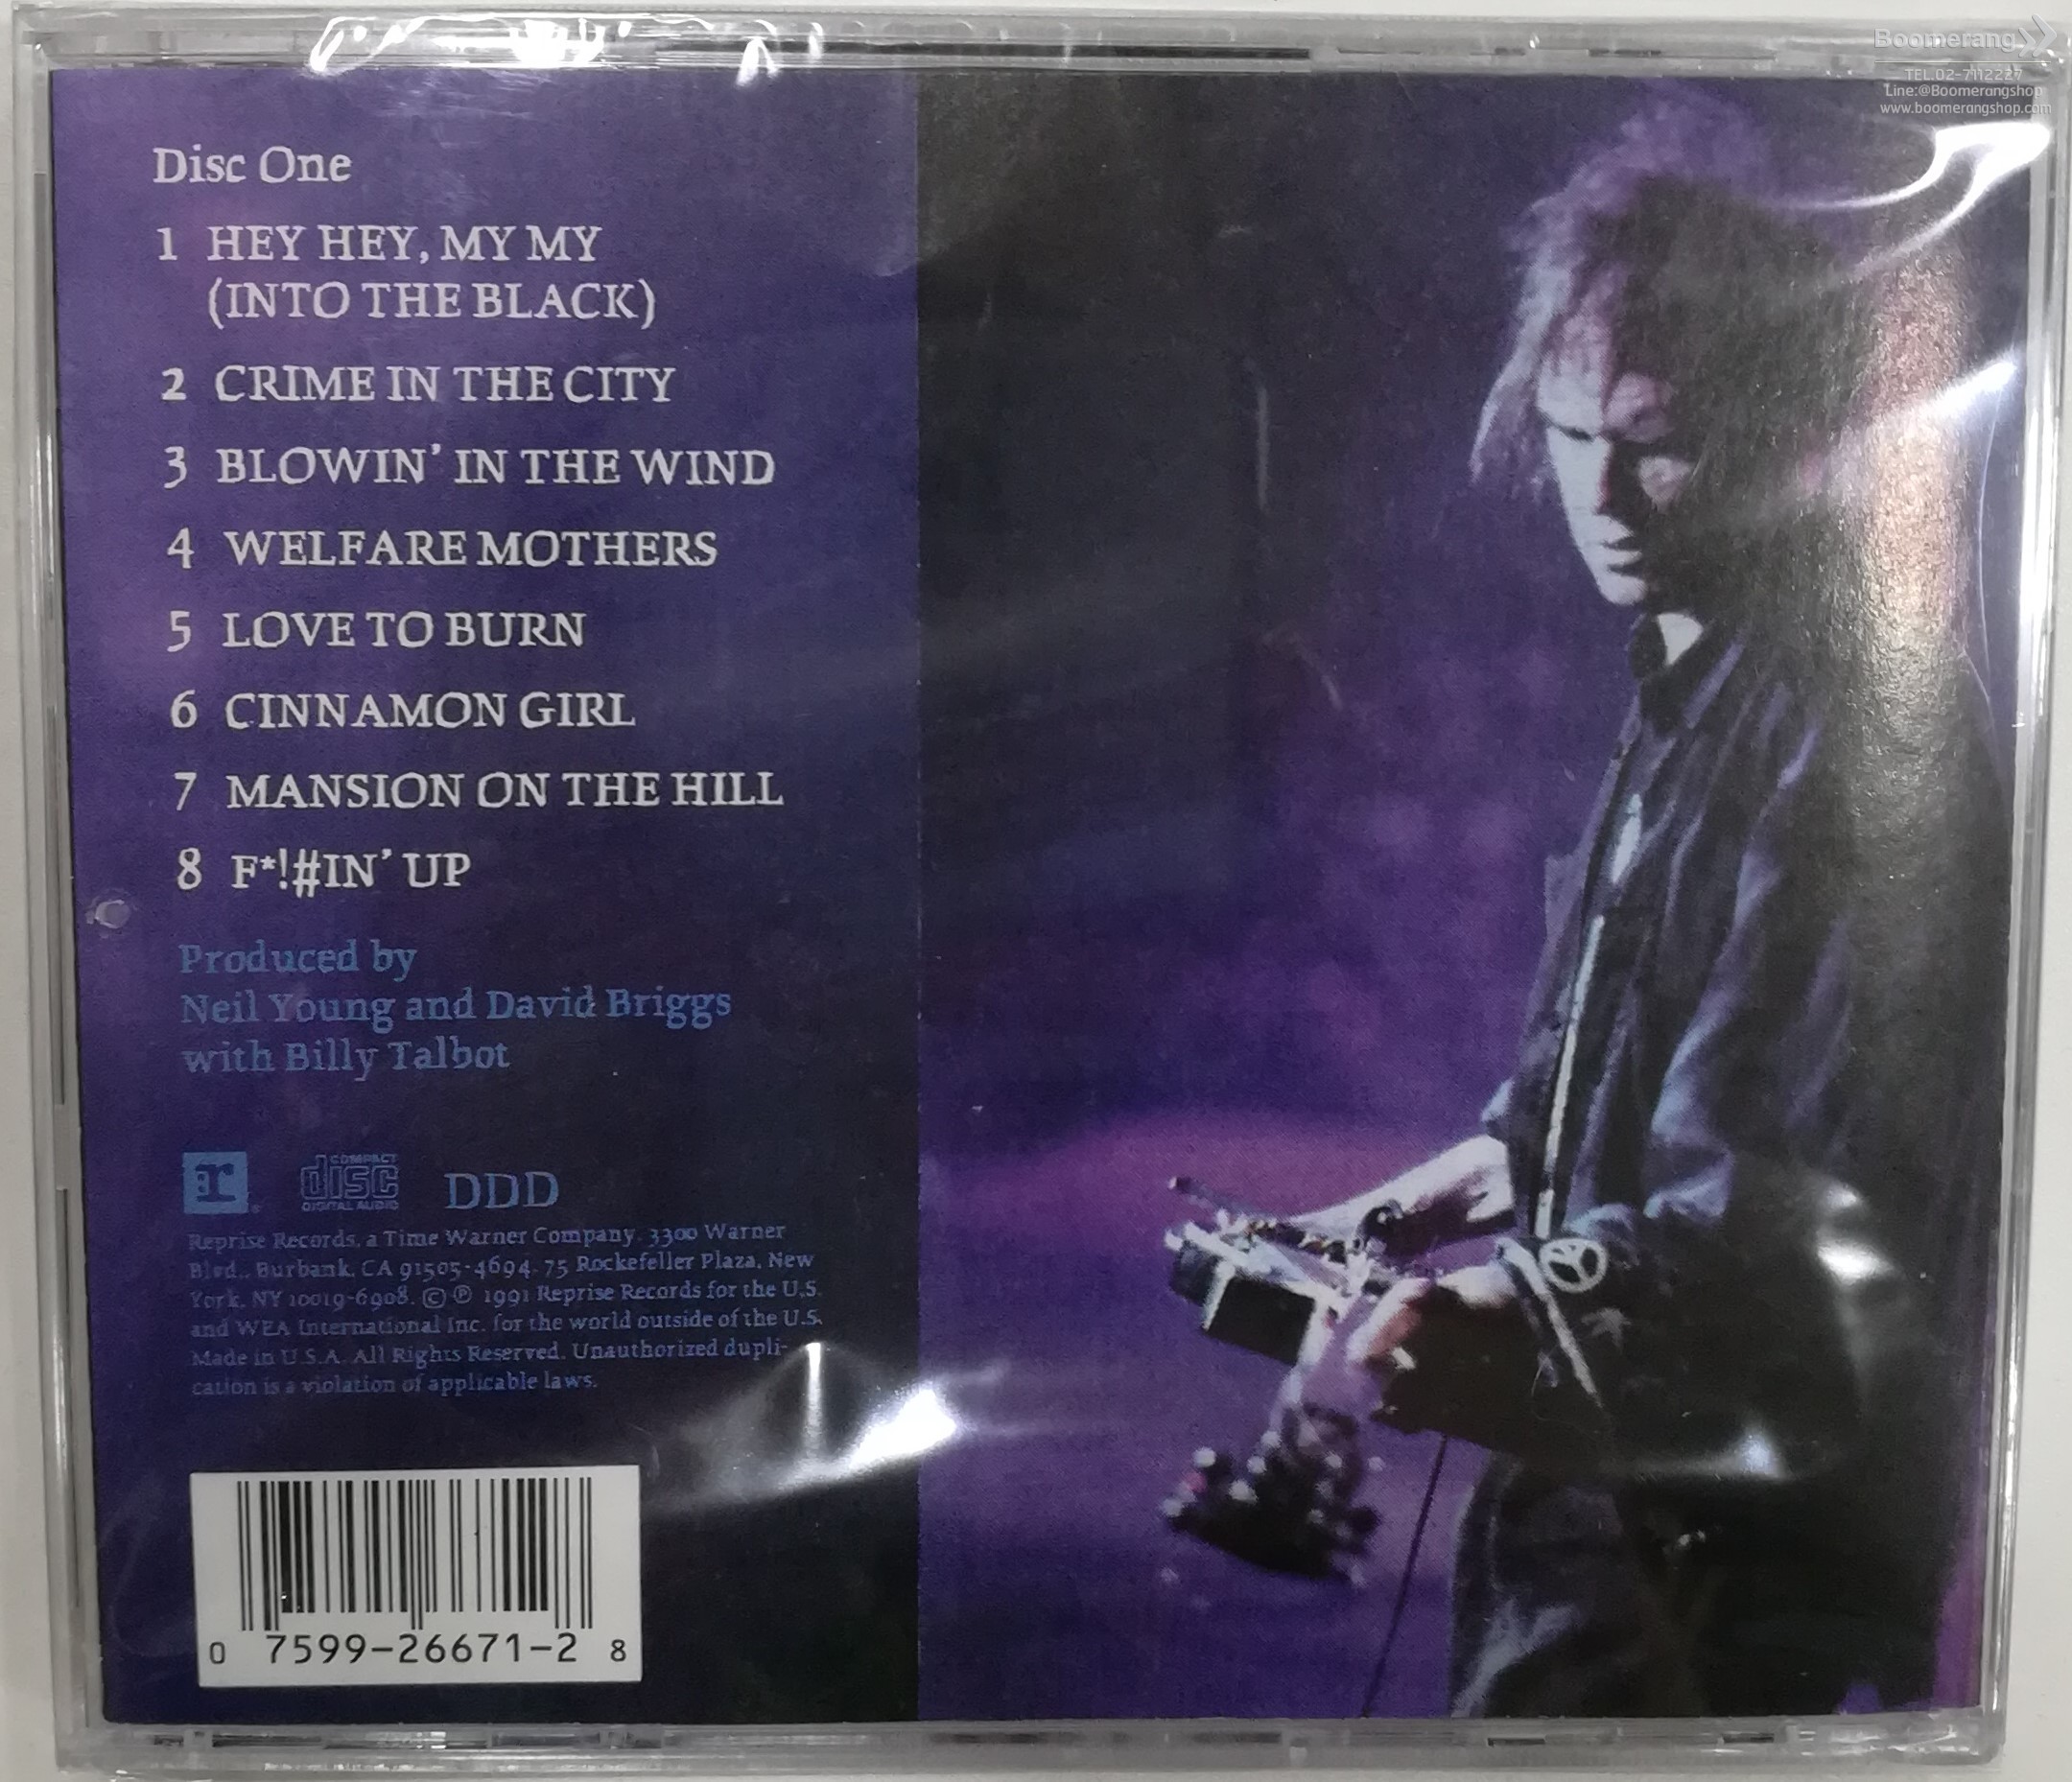 Boomerang
TEL.02-7112227
Line:@Boomerangshop
www.boomerangshop.com
Disc One
1 HEY HEY, MY MY
(INTO THE BLACK)
2 CRIME IN THE CITY
3 BLOWIN' IN THE WIND
4 WELFARE MOTHERS
5 LOVE TO BURN
6 CINNAMON GIRL
7 MANSION ON THE HILL
8 F*!#IN' UP
Produced by
Neil Young and David Briggs
with Billy Talbot
r® COMPACT disc DIGITAL AUDIO DDD
Reprise Records, a Time Warner Company. 3300 Warner
Blvd., Burbank, CA 91505-4694. 75 Rockefeller Plaza, New
York, NY 10019-6908. © ℗ 1991 Reprise Records for the U.S.
and WEA International Inc. for the world outside of the U.S.
Made in U.S.A. All Rights Reserved. Unauthorized dupli-
cation is a violation of applicable laws.
0 7599-26671-2 8